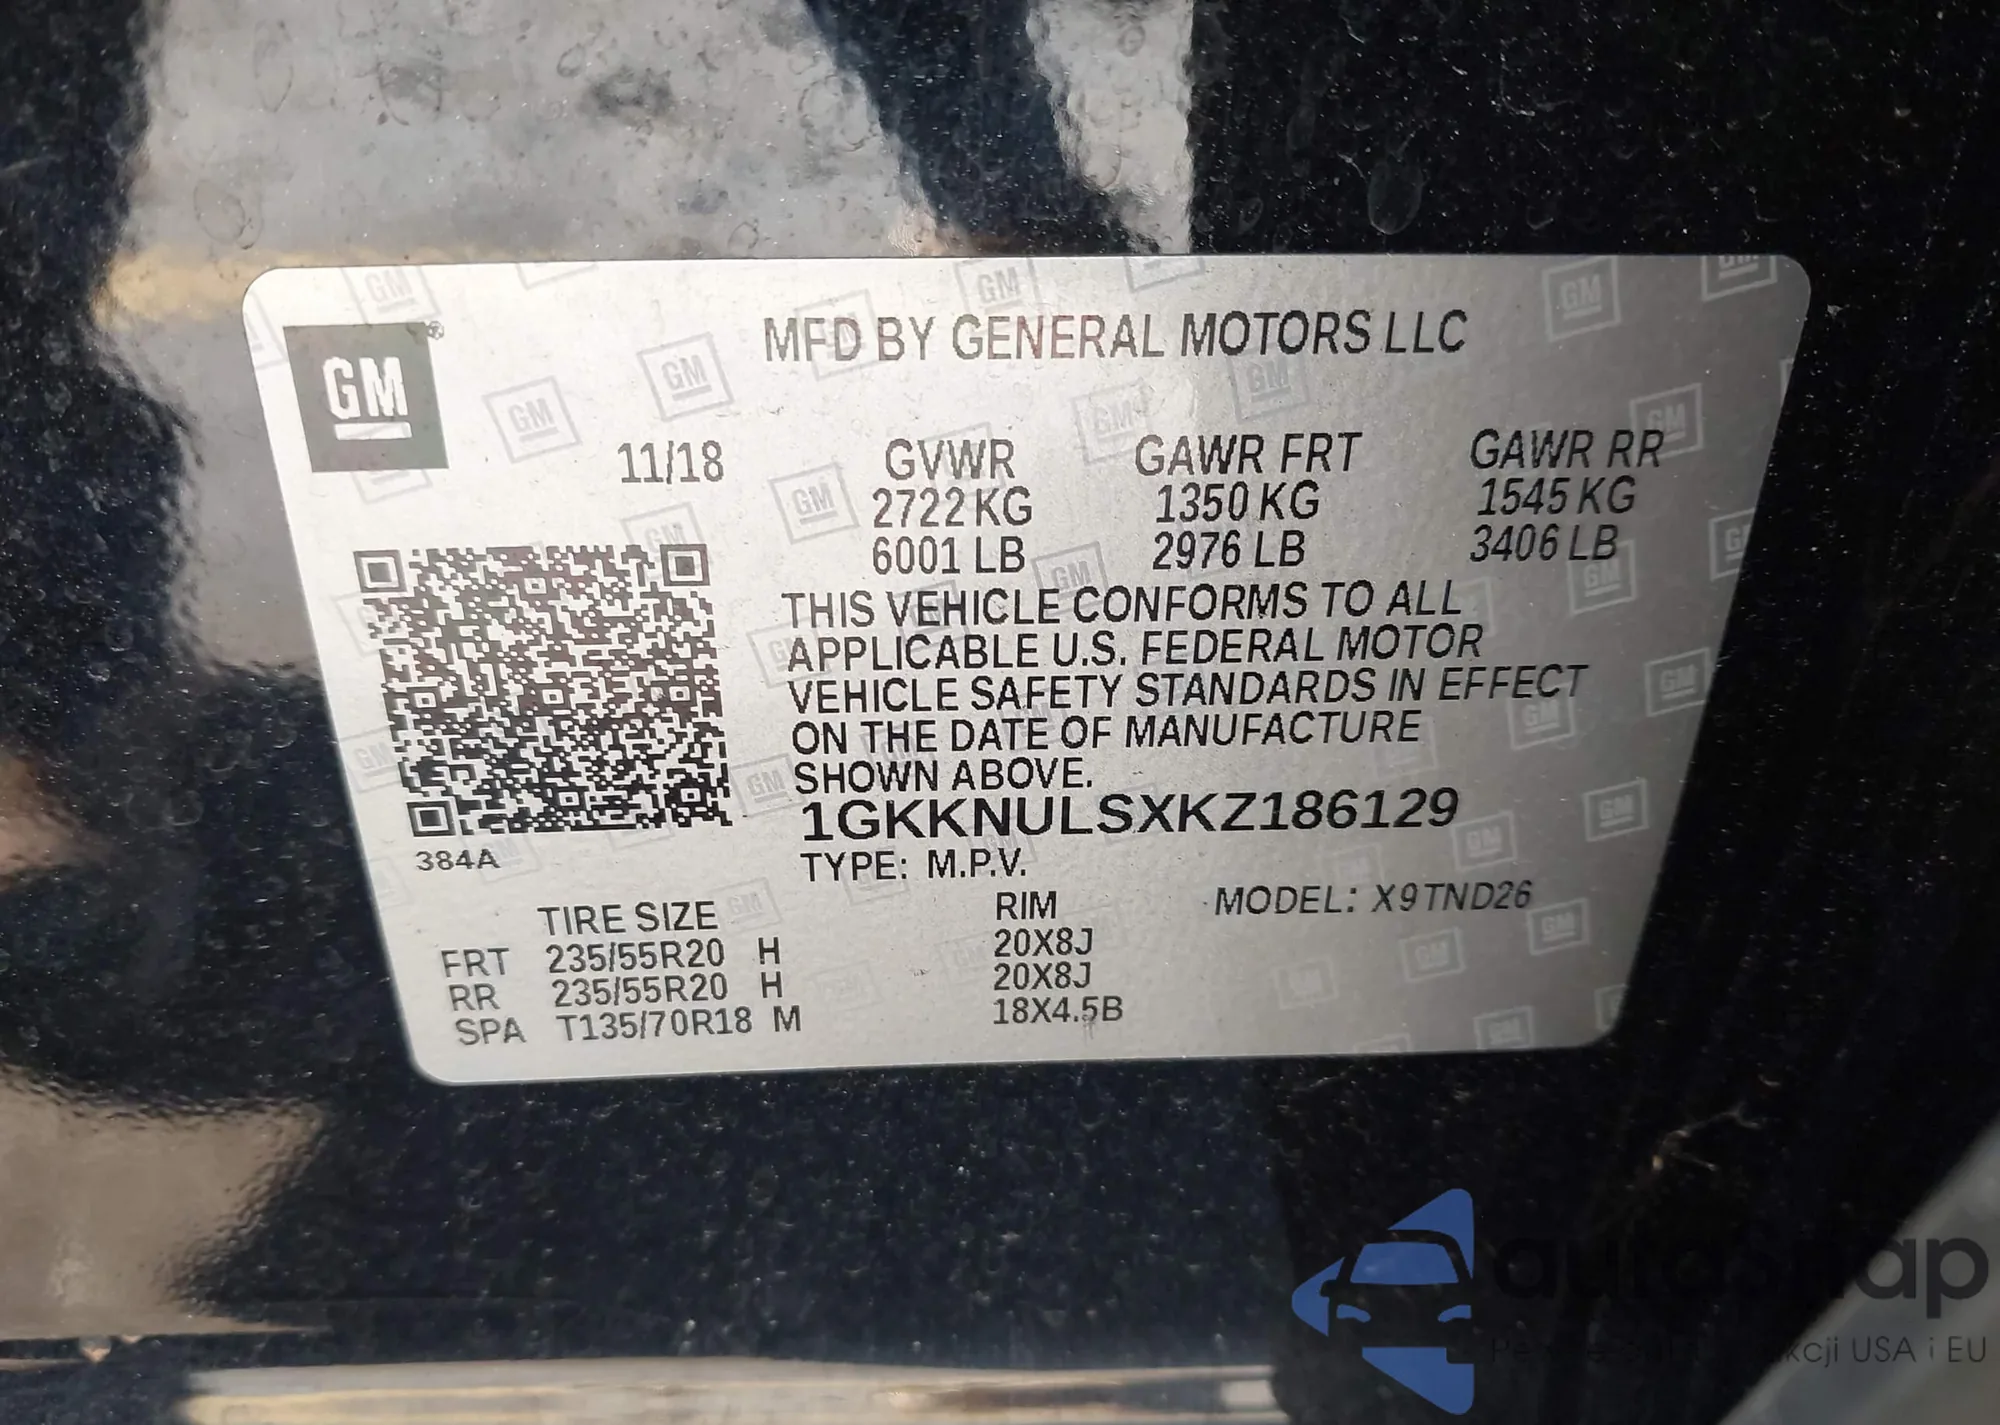 GM®
MFD BY GENERAL MOTORS LLC
11/18 GVWR GAWR FRT GAWR RR
2722 KG 1350 KG 1545 KG
6001 LB 2976 LB 3406 LB
THIS VEHICLE CONFORMS TO ALL
APPLICABLE U.S. FEDERAL MOTOR
VEHICLE SAFETY STANDARDS IN EFFECT
ON THE DATE OF MANUFACTURE
SHOWN ABOVE.
1GKKNULSXKZ186129
384A
TYPE: M.P.V.
TIRE SIZE RIM MODEL: X9TND26
FRT 235/55R20 H 20X8J
RR 235/55R20 H 20X8J
SPA T135/70R18 M 18X4.5B
autosnap
USA i EU